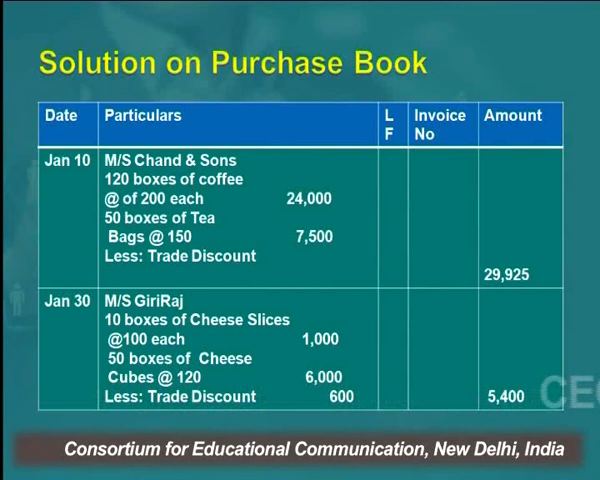 Solution on Purchase Book
Date Particulars L F Invoice No Amount
Jan 10 M/S Chand & Sons
120 boxes of coffee
@ of 200 each 24,000
50 boxes of Tea
Bags @ 150 7,500
Less: Trade Discount
29,925
Jan 30 M/S GiriRaj
10 boxes of Cheese Slices
@100 each 1,000
50 boxes of Cheese
Cubes @ 120 6,000
Less: Trade Discount 600 5,400
CEC
Consortium for Educational Communication, New Delhi, India